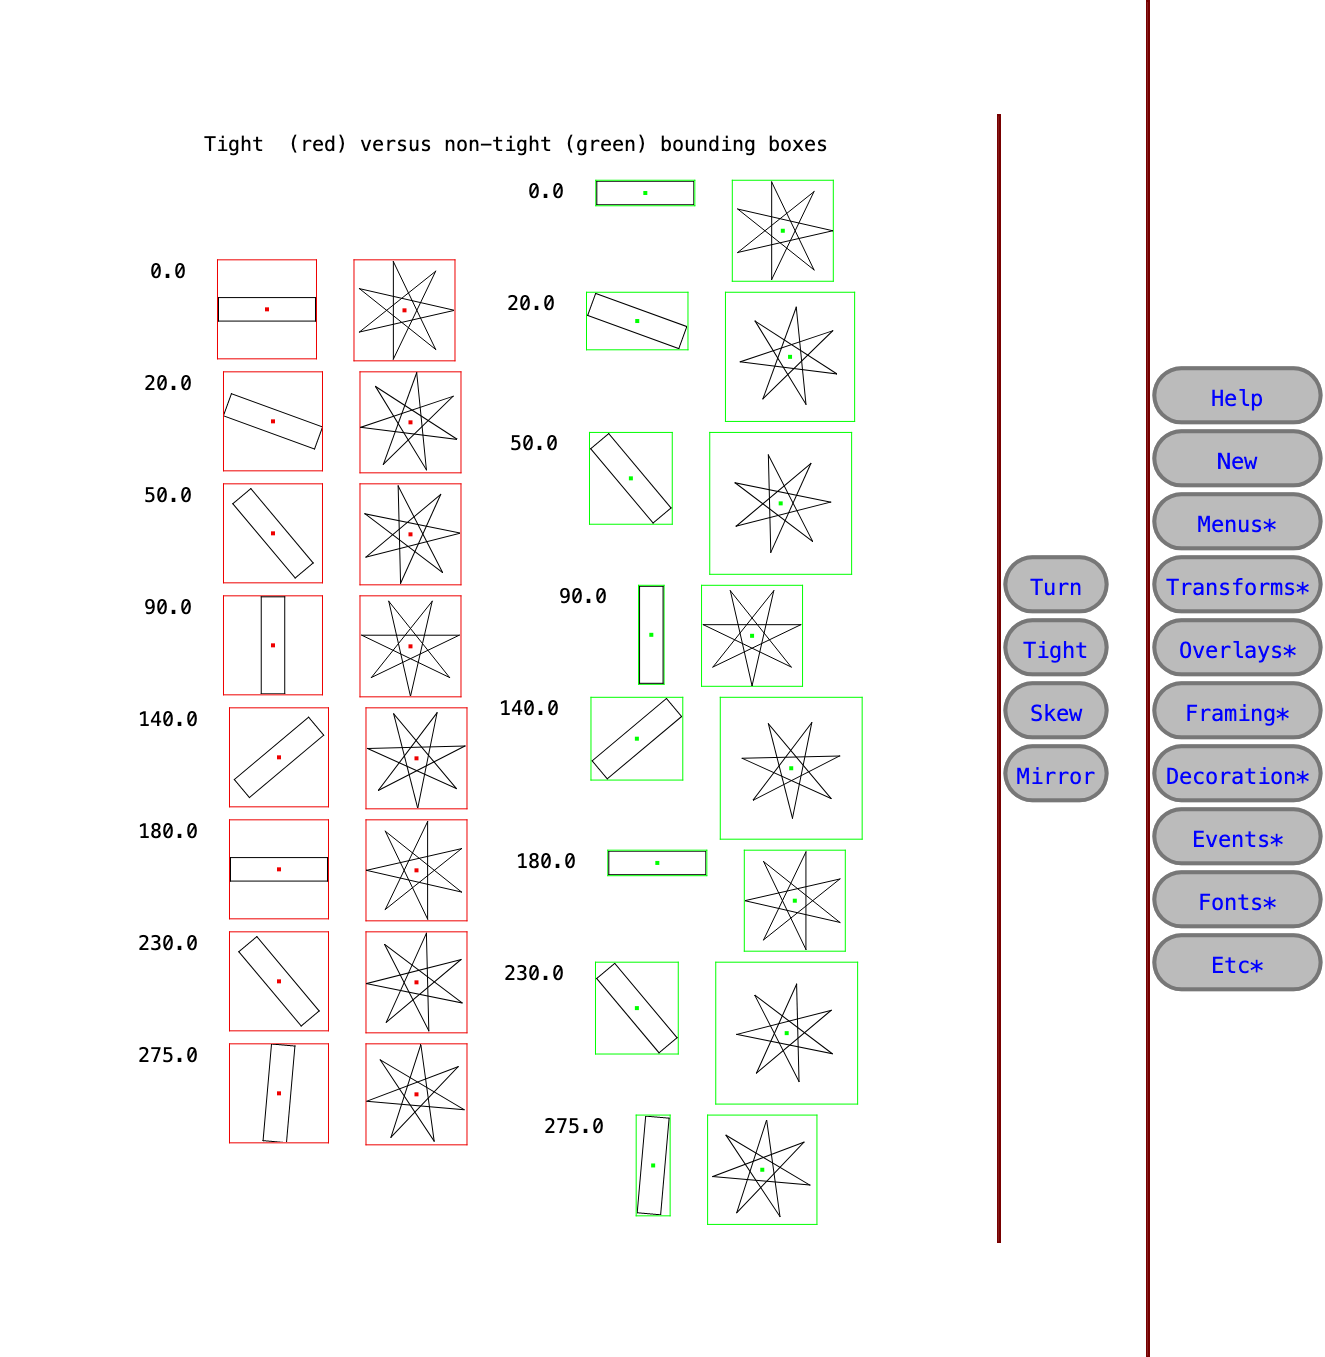 Tight  (red) versus non-tight (green) bounding boxes
0.0
20.0
50.0
90.0
140.0
180.0
230.0
275.0
0.0
20.0
50.0
90.0
140.0
180.0
230.0
275.0
Turn
Tight
Skew
Mirror
Help
New
Menus*
Transforms*
Overlays*
Framing*
Decoration*
Events*
Fonts*
Etc*